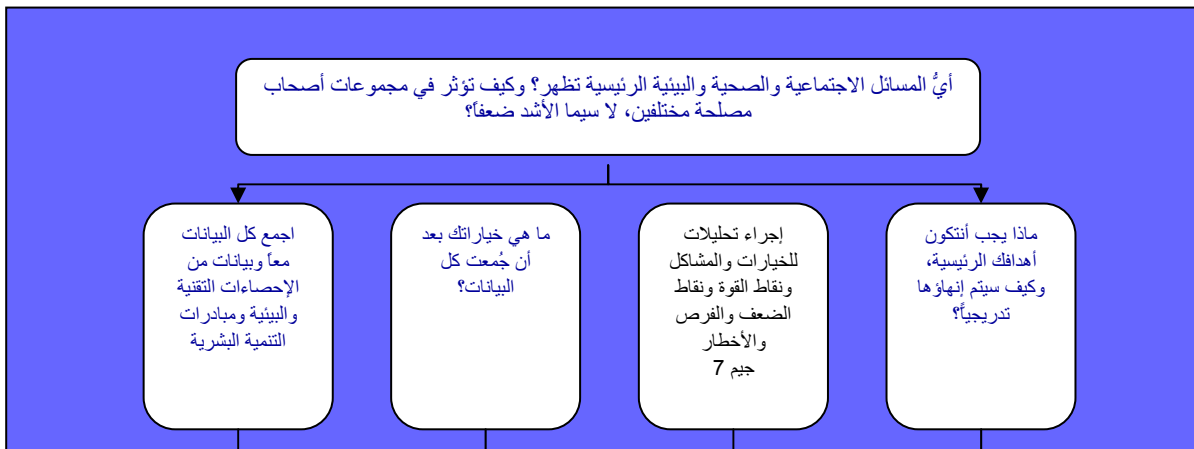 أيُّ المسائل الاجتماعية والصحية والبيئية الرئيسية تظهر؟ وكيف تؤثر في مجموعات أصحاب
مصلحة مختلفين، لا سيما الأشد ضعفاً؟
ماذا يجب أنتكون
أهدافك الرئيسية،
وكيف سيتم إنهاؤها
تدريجياً؟
إجراء تحليلات
للخيارات والمشاكل
ونقاط القوة ونقاط
الضعف والفرص
والأخطار
جيم 7
ما هي خياراتك بعد
أن جُمعت كل
البيانات؟
اجمع كل البيانات
معاً وبيانات من
الإحصاءات التقنية
والبيئية ومبادرات
التنمية البشرية